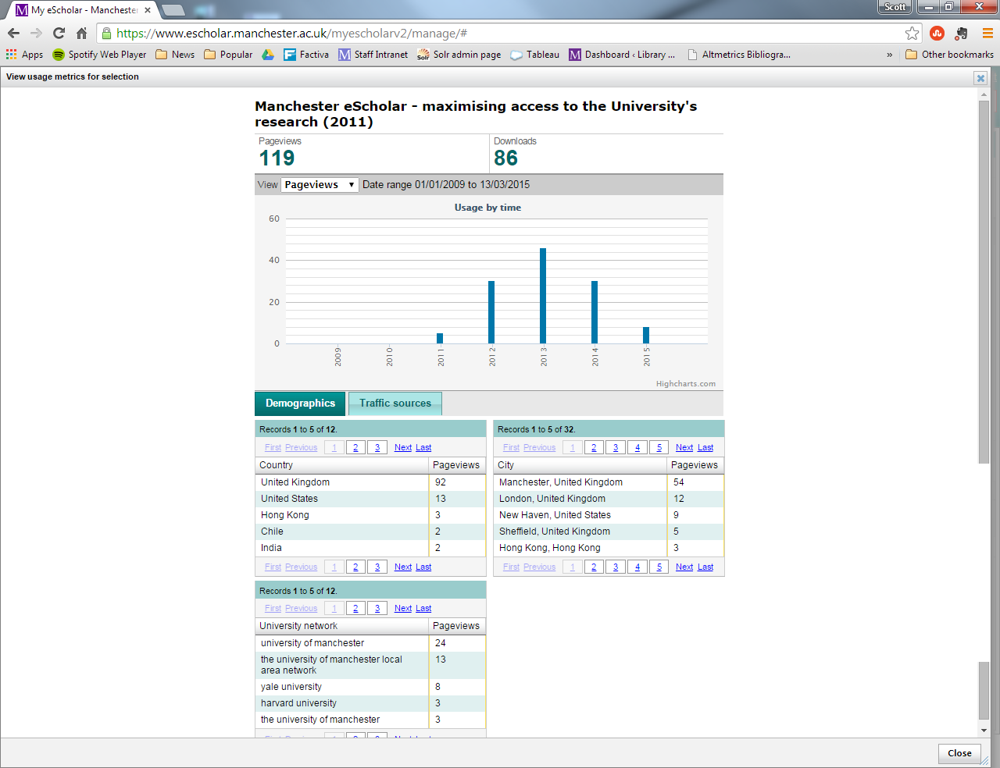 My eScholar - Manchester
Scott
https://www.escholar.manchester.ac.uk/myescholarv2/manage/#
Apps Spotify Web Player News Popular Factiva Staff Intranet Solr admin page Tableau Dashboard ‹ Library ... Altmetrics Bibliogra... » Other bookmarks
View usage metrics for selection
Manchester eScholar - maximising access to the University's
research (2011)
Pageviews Downloads
119 86
View Pageviews Date range 01/01/2009 to 13/03/2015
Usage by time
60
40
20
0
2009 2010 2011 2012 2013 2014 2015
Highcharts.com
Demographics Traffic sources
Records 1 to 5 of 12.
First Previous 1 2 3 Next Last
Country Pageviews
United Kingdom 92
United States 13
Hong Kong 3
Chile 2
India 2
First Previous 1 2 3 Next Last
Records 1 to 5 of 32.
First Previous 1 2 3 4 5 Next Last
City Pageviews
Manchester, United Kingdom 54
London, United Kingdom 12
New Haven, United States 9
Sheffield, United Kingdom 5
Hong Kong, Hong Kong 3
First Previous 1 2 3 4 5 Next Last
Records 1 to 5 of 12.
First Previous 1 2 3 Next Last
University network Pageviews
university of manchester 24
the university of manchester local 13
area network
yale university 8
harvard university 3
the university of manchester 3
Close